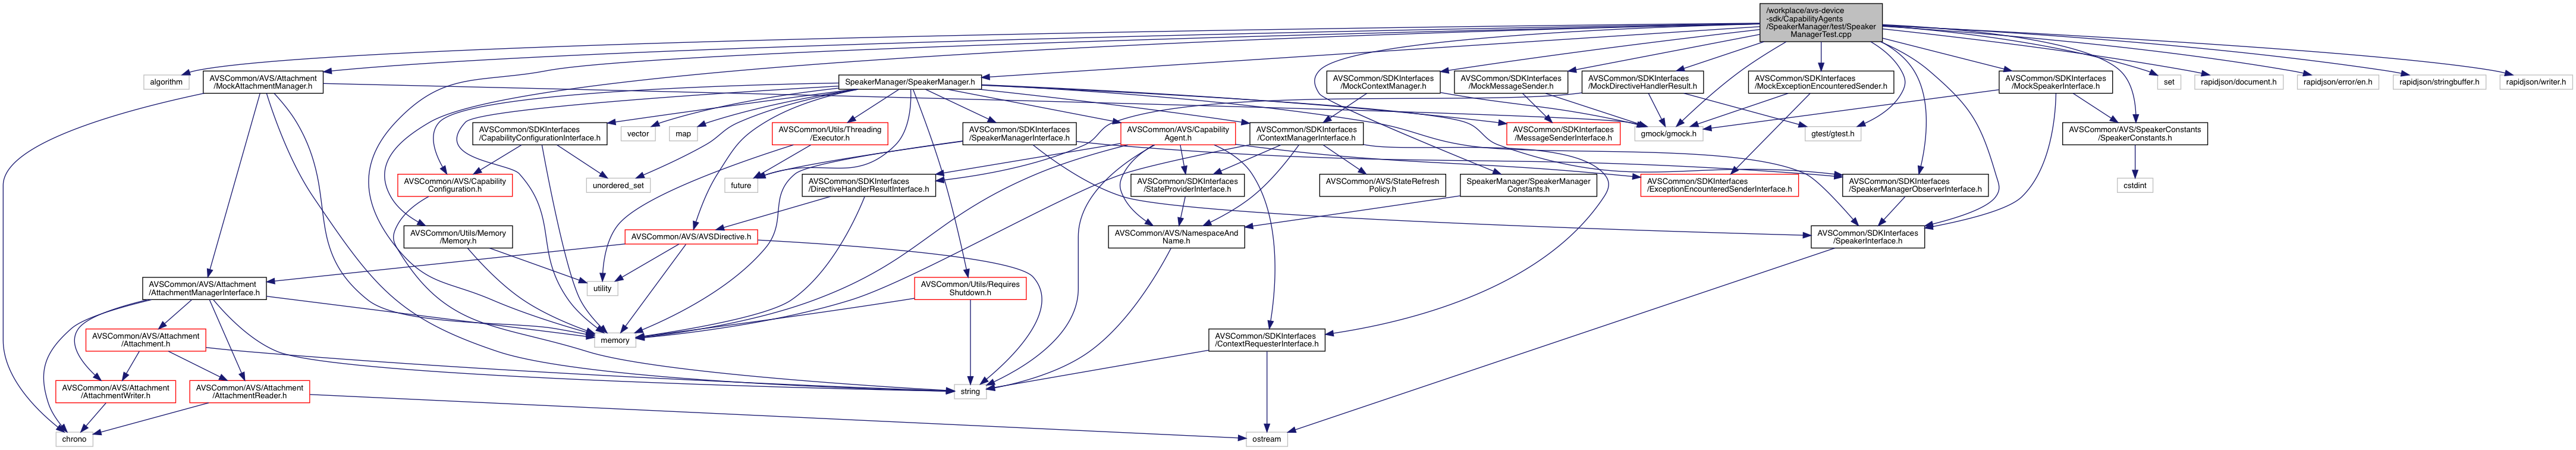 /workplace/avs-device
-sdk/CapabilityAgents
/SpeakerManager/test/Speaker
ManagerTest.cpp
algorithm
AVSCommon/AVS/Attachment
/MockAttachmentManager.h
SpeakerManager/SpeakerManager.h
AVSCommon/SDKInterfaces
/MockContextManager.h
AVSCommon/SDKInterfaces
/MockMessageSender.h
AVSCommon/SDKInterfaces
/MockDirectiveHandlerResult.h
AVSCommon/SDKInterfaces
/MockExceptionEncounteredSender.h
AVSCommon/SDKInterfaces
/MockSpeakerInterface.h
set
rapidjson/document.h
rapidjson/error/en.h
rapidjson/stringbuffer.h
rapidjson/writer.h
AVSCommon/SDKInterfaces
/CapabilityConfigurationInterface.h
vector
map
AVSCommon/Utils/Threading
/Executor.h
AVSCommon/SDKInterfaces
/SpeakerManagerInterface.h
AVSCommon/AVS/Capability
Agent.h
AVSCommon/SDKInterfaces
/ContextManagerInterface.h
AVSCommon/SDKInterfaces
/MessageSenderInterface.h
gmock/gmock.h
gtest/gtest.h
AVSCommon/AVS/SpeakerConstants
/SpeakerConstants.h
AVSCommon/AVS/Capability
Configuration.h
unordered_set
future
AVSCommon/SDKInterfaces
/DirectiveHandlerResultInterface.h
AVSCommon/SDKInterfaces
/StateProviderInterface.h
AVSCommon/AVS/StateRefresh
Policy.h
SpeakerManager/SpeakerManager
Constants.h
AVSCommon/SDKInterfaces
/ExceptionEncounteredSenderInterface.h
AVSCommon/SDKInterfaces
/SpeakerManagerObserverInterface.h
cstdint
AVSCommon/Utils/Memory
/Memory.h
AVSCommon/AVS/AVSDirective.h
AVSCommon/AVS/NamespaceAnd
Name.h
AVSCommon/SDKInterfaces
/SpeakerInterface.h
AVSCommon/AVS/Attachment
/AttachmentManagerInterface.h
utility
AVSCommon/Utils/Requires
Shutdown.h
AVSCommon/AVS/Attachment
/Attachment.h
memory
AVSCommon/SDKInterfaces
/ContextRequesterInterface.h
AVSCommon/AVS/Attachment
/AttachmentWriter.h
AVSCommon/AVS/Attachment
/AttachmentReader.h
string
chrono
ostream